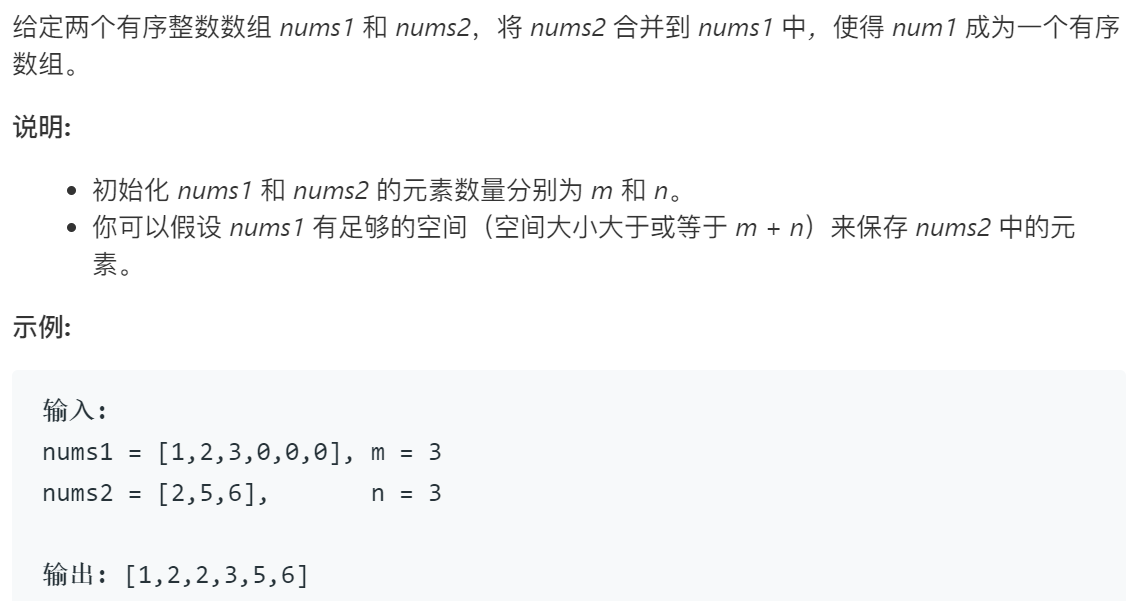 给定两个有序整数数组 nums1 和 nums2，将 nums2 合并到 nums1 中，使得 num1 成为一个有序
数组。
说明:
• 初始化 nums1 和 nums2 的元素数量分别为 m 和 n。
• 你可以假设 nums1 有足够的空间（空间大小大于或等于 m + n）来保存 nums2 中的元
素。
示例:
输入:
nums1 = [1,2,3,0,0,0], m = 3
nums2 = [2,5,6],       n = 3
输出: [1,2,2,3,5,6]